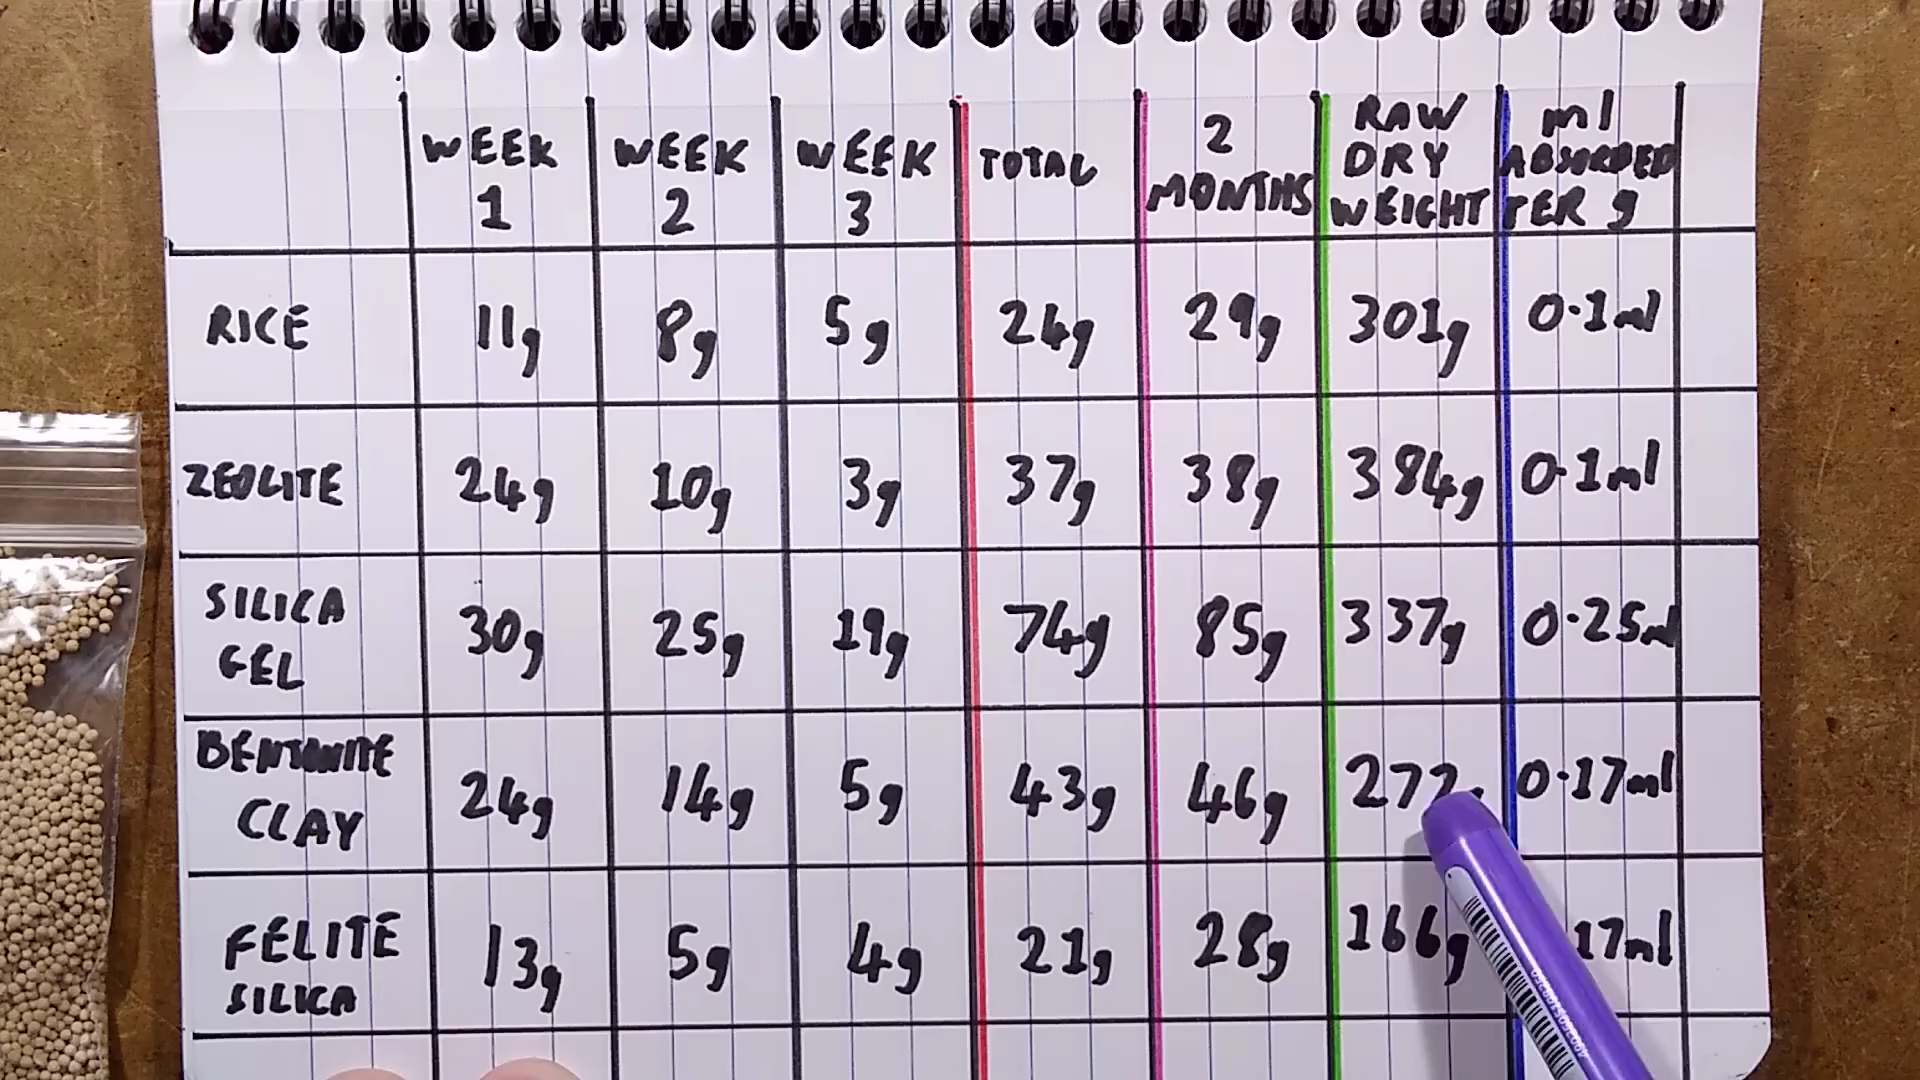 WEEK 1 WEEK 2 WEEK 3 TOTAL 2 MONTHS RAW DRY WEIGHT ml ABSORBED PER g
RICE 11g 8g 5g 24g 29g 301g 0.1ml
ZEOLITE 24g 10g 3g 37g 38g 384g 0.1ml
SILICA GEL 30g 25g 19g 74g 85g 337g 0.25ml
BENTONITE CLAY 24g 14g 5g 43g 46g 272g 0.17ml
FELITE SILICA 13g 5g 4g 21g 28g 166g 17ml